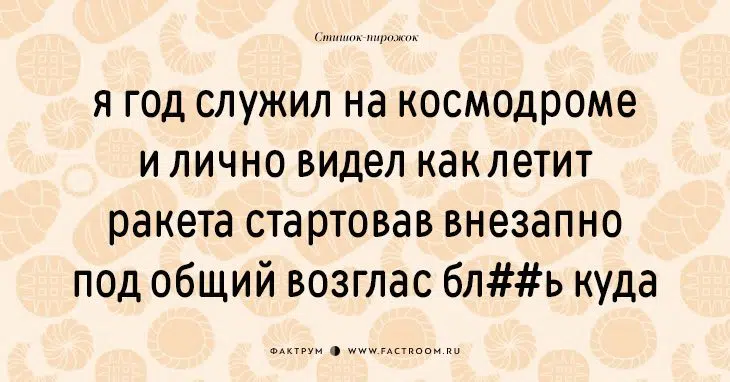 Стишок-пирожок
я год служил на космодроме
и лично видел как летит
ракета стартовав внезапно
под общий возглас бл##ь куда
ФАКТРУМ WWW.FACTROOM.RU